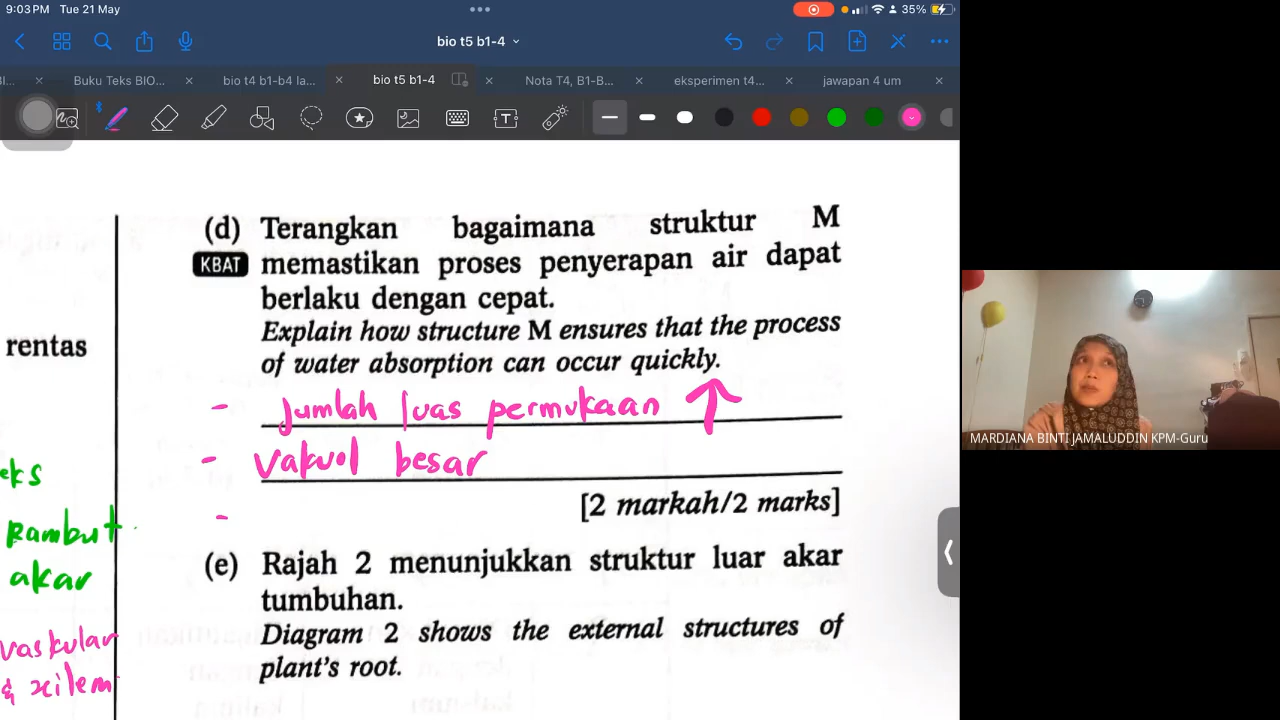 9:03 PM Tue 21 May
35%
bio t5 b1-4
Buku Teks BIO...
bio t4 b1-b4 la...
bio t5 b1-4
Nota T4, B1-B...
eksperimen t4...
jawapan 4 um
T
(d) Terangkan bagaimana struktur M
KBAT memastikan proses penyerapan air dapat
berlaku dengan cepat.
Explain how structure M ensures that the process
of water absorption can occur quickly.
- Jumlah luas permukaan ↑
- Vakuol besar
-
[2 markah/2 marks]
(e) Rajah 2 menunjukkan struktur luar akar
tumbuhan.
Diagram 2 shows the external structures of
plant's root.
rentas
eks
Rambut
akar
vaskular
& xilem
MARDIANA BINTI JAMALUDDIN KPM-Guru